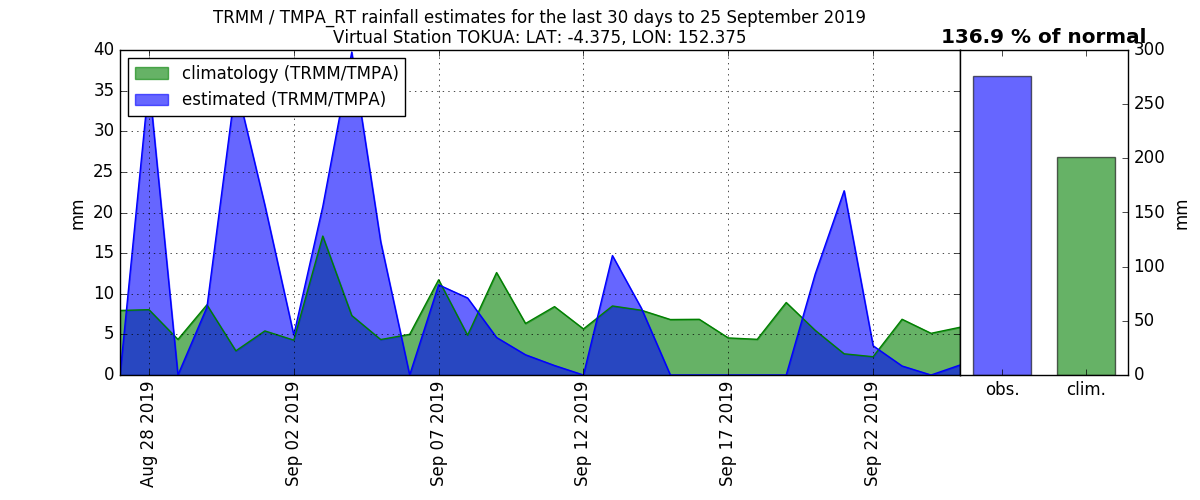 TRMM / TMPA_RT rainfall estimates for the last 30 days to 25 September 2019
Virtual Station TOKUA: LAT: -4.375, LON: 152.375
136.9 % of normal
climatology (TRMM/TMPA)
estimated (TRMM/TMPA)
40
35
30
25
20
15
10
5
0
mm
Aug 28 2019
Sep 02 2019
Sep 07 2019
Sep 12 2019
Sep 17 2019
Sep 22 2019
obs.
clim.
300
250
200
150
100
50
0
mm